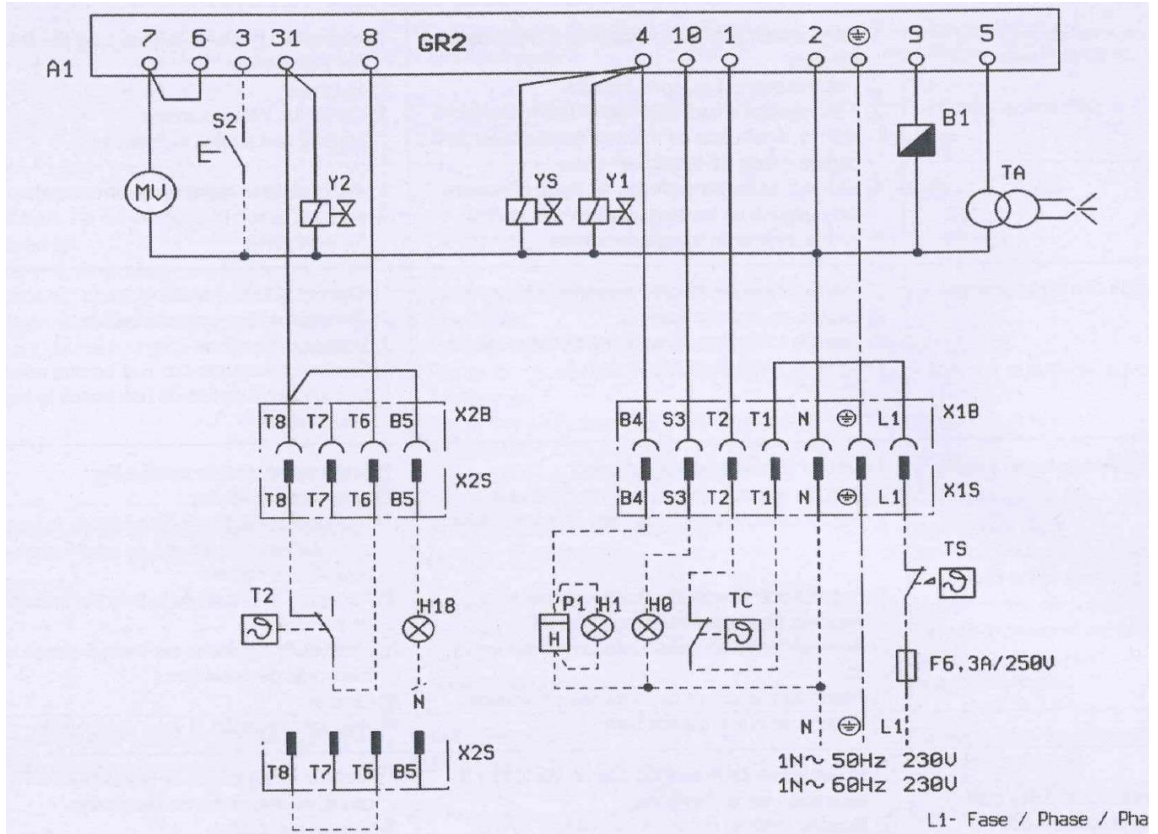 7 6 3 31 8 GR2 4 10 1 2 9 5
A1
S2
B1
MV
Y2
YS
Y1
TA
T8 T7 T6 B5 X2B
B4 S3 T2 T1 N L1 X1B
T8 T7 T6 B5 X2S
B4 S3 T2 T1 N L1 X1S
TS
T2
H18
P1 H1 H0
TC
H
F6,3A/250V
N
N L1
T8 T7 T6 B5 X2S
1N~ 50Hz 230V
1N~ 60Hz 230V
L1- Fase / Phase / Pha